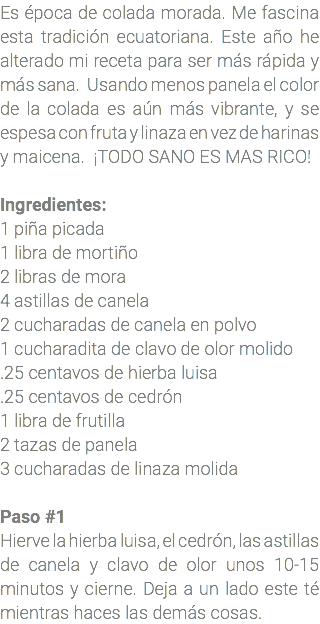 Es época de colada morada. Me fascina
esta tradición ecuatoriana. Este año he
alterado mi receta para ser más rápida y
más sana. Usando menos panela el color
de la colada es aún más vibrante, y se
espesa con fruta y linaza en vez de harinas
y maicena. ¡TODO SANO ES MAS RICO!

Ingredientes:
1 piña picada
1 libra de mortiño
2 libras de mora
4 astillas de canela
2 cucharadas de canela en polvo
1 cucharadita de clavo de olor molido
.25 centavos de hierba luisa
.25 centavos de cedrón
1 libra de frutilla
2 tazas de panela
3 cucharadas de linaza molida

Paso #1
Hierve la hierba luisa, el cedrón, las astillas
de canela y clavo de olor unos 10-15
minutos y cierne. Deja a un lado este té
mientras haces las demás cosas.